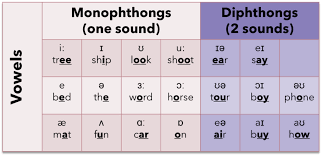 Monophthongs Diphthongs
(one sound) (2 sounds)
Vowels
iː ɪ ʊ uː ɪə eɪ
tree ship look shoot ear say
e ə ɜː ɔː ʊə ɔɪ əʊ
bed the word horse tour boy phone
æ ʌ ɑː ɒ eə aɪ aʊ
mat fun car on air buy how